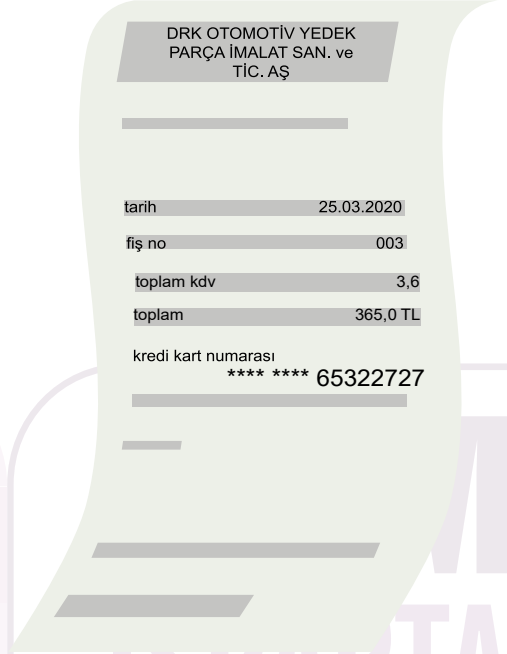 DRK OTOMOTİV YEDEK
PARÇA İMALAT SAN. ve
TİC. AŞ
tarih 25.03.2020
fiş no 003
toplam kdv 3,6
toplam 365,0 TL
kredi kart numarası
**** **** 65322727